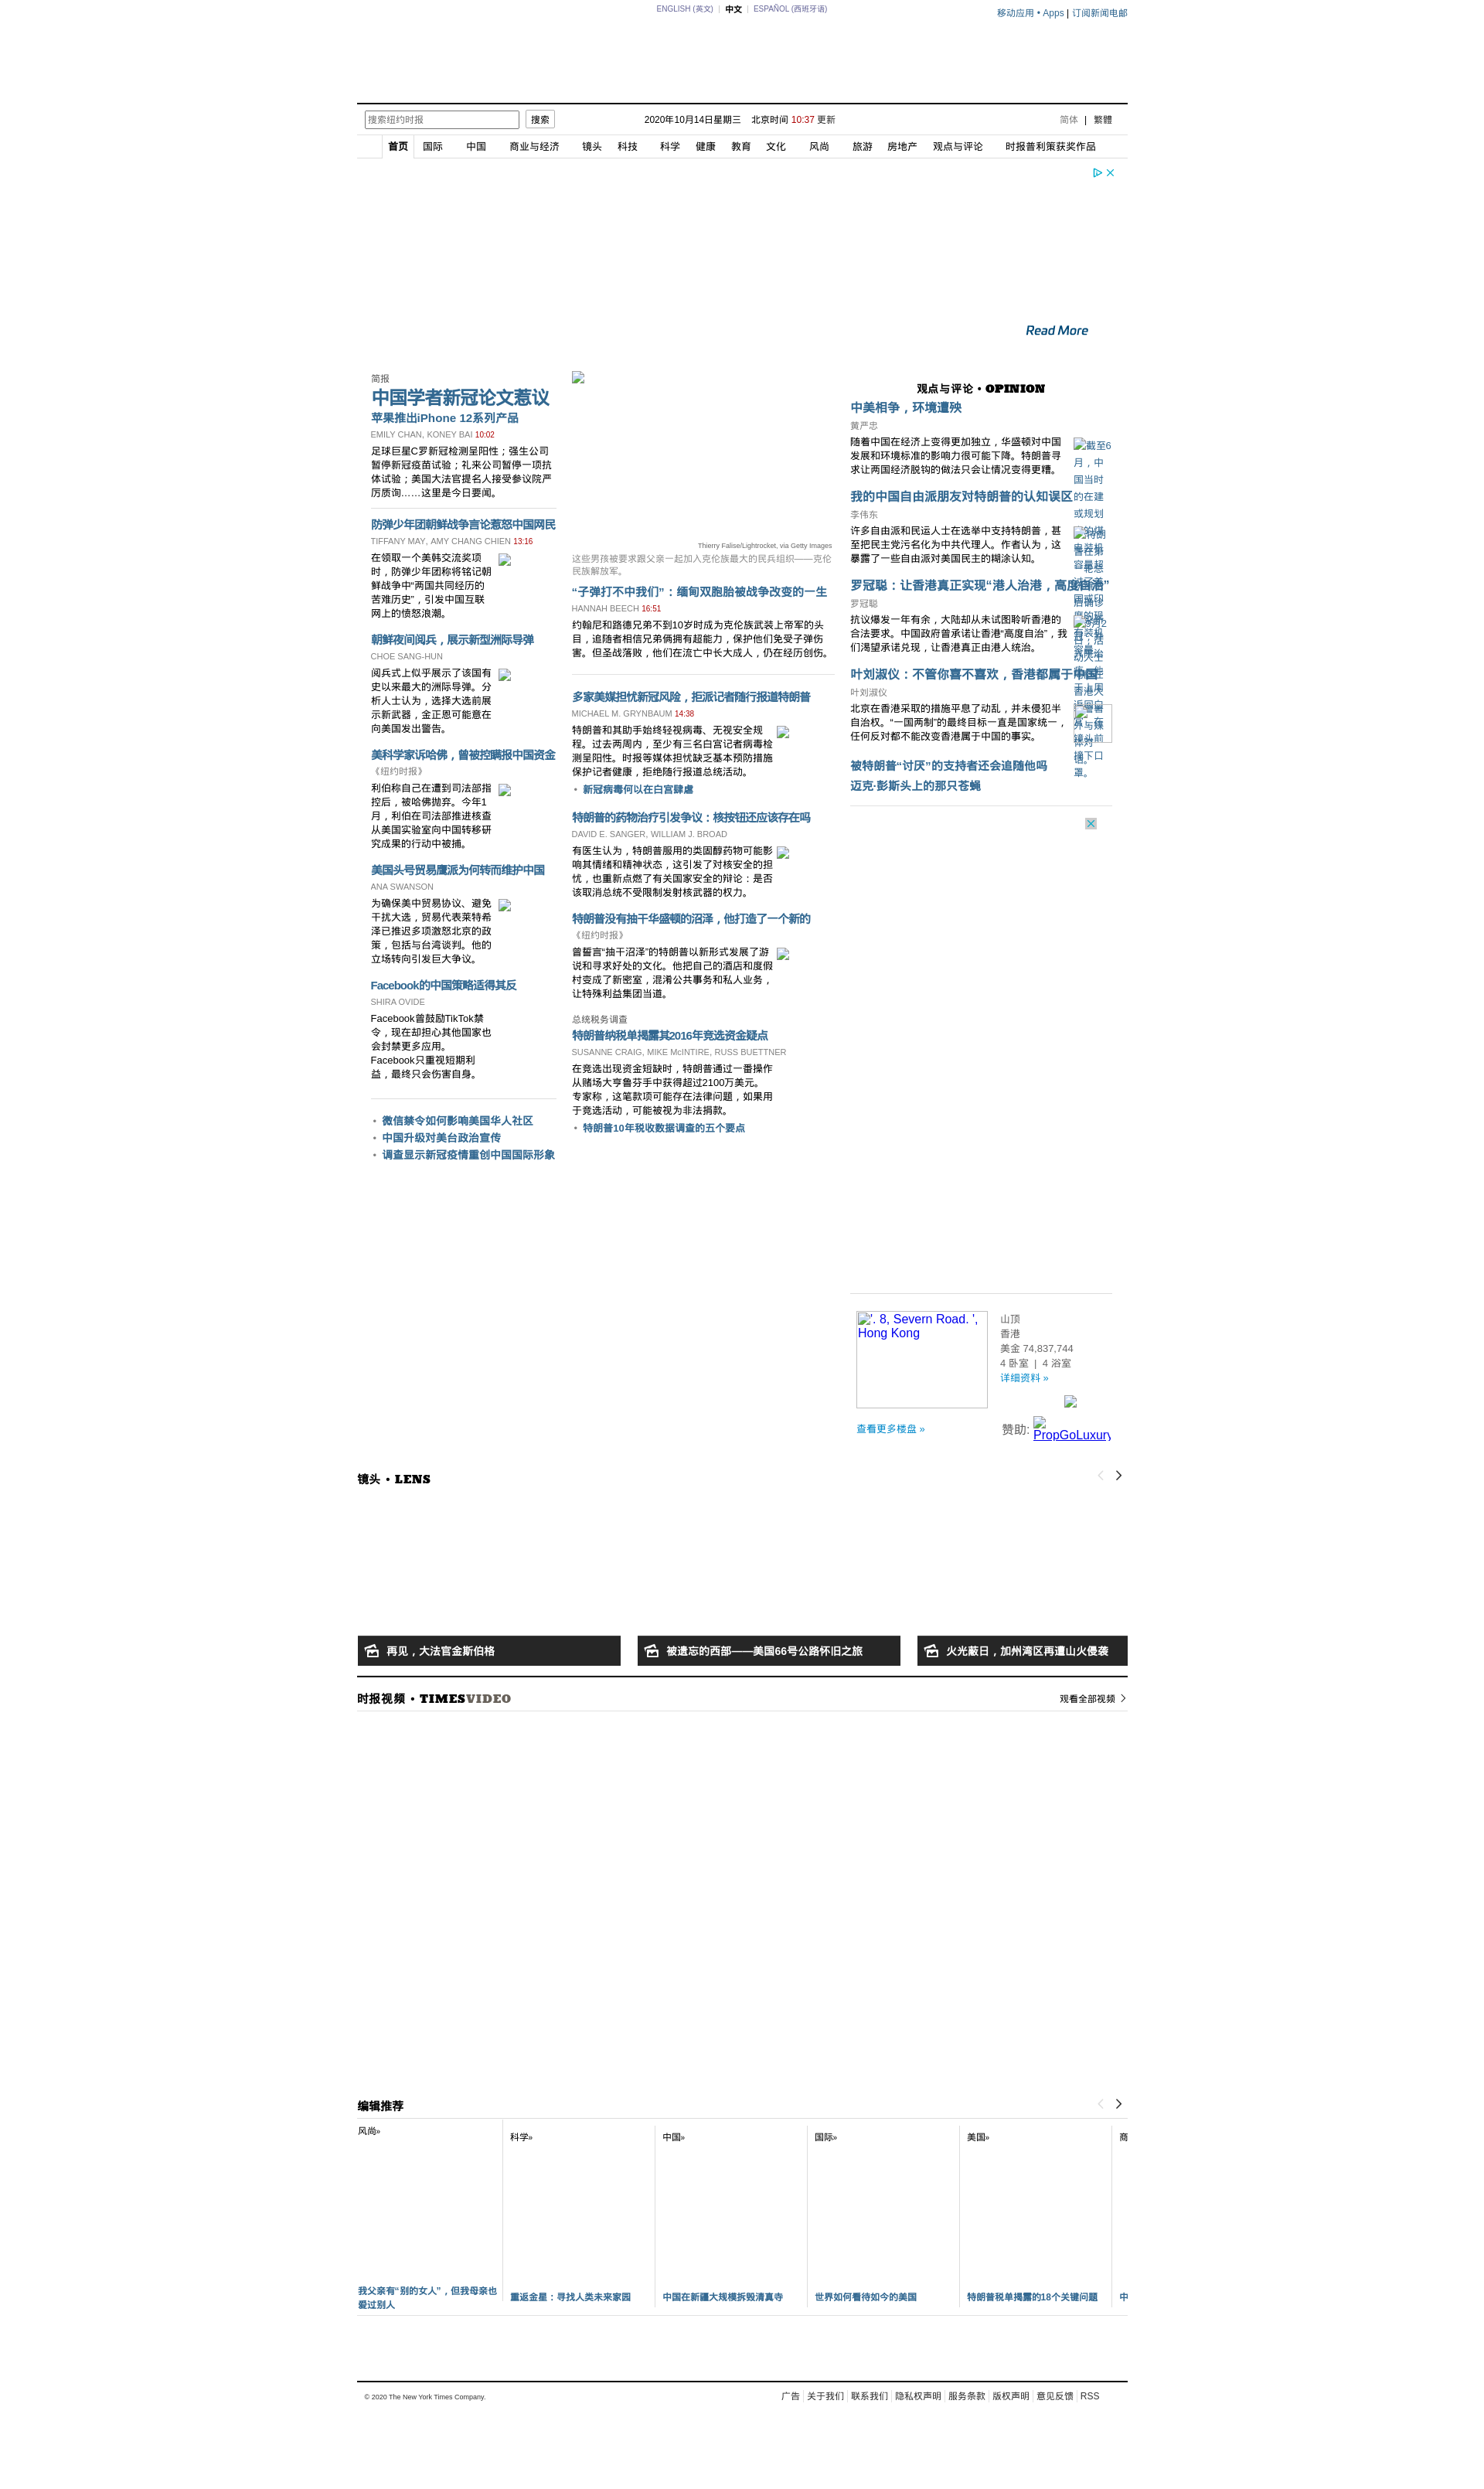 ENGLISH (英文) | 中文 | ESPAÑOL (西班牙语)
移动应用 • Apps | 订阅新闻电邮
搜索纽约时报 搜索
2020年10月14日星期三 北京时间 10:37 更新
简体 | 繁體
首页 国际 中国 商业与经济 镜头 科技 科学 健康 教育 文化 风尚 旅游 房地产 观点与评论 时报普利策获奖作品
Read More
简报
中国学者新冠论文惹议
苹果推出iPhone 12系列产品
EMILY CHAN, KONEY BAI 10:02
足球巨星C罗新冠检测呈阳性；强生公司
暂停新冠疫苗试验；礼来公司暂停一项抗
体试验；美国大法官提名人接受参议院严
厉质询……这里是今日要闻。
防弹少年团朝鲜战争言论惹怒中国网民
TIFFANY MAY, AMY CHANG CHIEN 13:16
在领取一个美韩交流奖项
时，防弹少年团称将铭记朝
鲜战争中“两国共同经历的
苦难历史”，引发中国互联
网上的愤怒浪潮。
朝鲜夜间阅兵，展示新型洲际导弹
CHOE SANG-HUN
阅兵式上似乎展示了该国有
史以来最大的洲际导弹。分
析人士认为，选择大选前展
示新武器，金正恩可能意在
向美国发出警告。
美科学家诉哈佛，曾被控瞒报中国资金
《纽约时报》
利伯称自己在遭到司法部指
控后，被哈佛抛弃。今年1
月，利伯在司法部推进核查
从美国实验室向中国转移研
究成果的行动中被捕。
美国头号贸易鹰派为何转而维护中国
ANA SWANSON
为确保美中贸易协议、避免
干扰大选，贸易代表莱特希
泽已推迟多项激怒北京的政
策，包括与台湾谈判。他的
立场转向引发巨大争议。
Facebook的中国策略适得其反
SHIRA OVIDE
Facebook曾鼓励TikTok禁
令，现在却担心其他国家也
会封禁更多应用。
Facebook只重视短期利
益，最终只会伤害自身。
• 微信禁令如何影响美国华人社区
• 中国升级对美台政治宣传
• 调查显示新冠疫情重创中国国际形象
Thierry Falise/Lightrocket, via Getty Images
这些男孩被要求跟父亲一起加入克伦族最大的民兵组织——克伦
民族解放军。
“子弹打不中我们”：缅甸双胞胎被战争改变的一生
HANNAH BEECH 16:51
约翰尼和路德兄弟不到10岁时成为克伦族武装上帝军的头
目，追随者相信兄弟俩拥有超能力，保护他们免受子弹伤
害。但圣战落败，他们在流亡中长大成人，仍在经历创伤。
多家美媒担忧新冠风险，拒派记者随行报道特朗普
MICHAEL M. GRYNBAUM 14:38
特朗普和其助手始终轻视病毒、无视安全规
程。过去两周内，至少有三名白宫记者病毒检
测呈阳性。时报等媒体担忧缺乏基本预防措施
保护记者健康，拒绝随行报道总统活动。
• 新冠病毒何以在白宫肆虐
特朗普的药物治疗引发争议：核按钮还应该存在吗
DAVID E. SANGER, WILLIAM J. BROAD
有医生认为，特朗普服用的类固醇药物可能影
响其情绪和精神状态，这引发了对核安全的担
忧，也重新点燃了有关国家安全的辩论：是否
该取消总统不受限制发射核武器的权力。
特朗普没有抽干华盛顿的沼泽，他打造了一个新的
《纽约时报》
曾誓言“抽干沼泽”的特朗普以新形式发展了游
说和寻求好处的文化。他把自己的酒店和度假
村变成了新密室，混淆公共事务和私人业务，
让特殊利益集团当道。
总统税务调查
特朗普纳税单揭露其2016年竞选资金疑点
SUSANNE CRAIG, MIKE McINTIRE, RUSS BUETTNER
在竞选出现资金短缺时，特朗普通过一番操作
从赌场大亨鲁芬手中获得超过2100万美元。
专家称，这笔款项可能存在法律问题，如果用
于竞选活动，可能被视为非法捐款。
• 特朗普10年税收数据调查的五个要点
观点与评论 • OPINION
中美相争，环境遭殃
黄严忠
随着中国在经济上变得更加独立，华盛顿对中国
发展和环境标准的影响力很可能下降。特朗普寻
求让两国经济脱钩的做法只会让情况变得更糟。
截至6
月，中
国当时
的在建
或规划
我的中国自由派朋友对特朗普的认知误区
李伟东
许多自由派和民运人士在选举中支持特朗普，甚
至把民主党污名化为中共代理人。作者认为，这
暴露了一些自由派对美国民主的糊涂认知。
罗冠聪：让香港真正实现“港人治港，高度自治”
罗冠聪
抗议爆发一年有余，大陆却从未试图聆听香港的
合法要求。中国政府曾承诺让香港“高度自治”，我
们渴望承诺兑现，让香港真正由港人统治。
叶刘淑仪：不管你喜不喜欢，香港都属于中国
叶刘淑仪
北京在香港采取的措施平息了动乱，并未侵犯半
自治权。“一国两制”的最终目标一直是国家统一，
任何反对都不能改变香港属于中国的事实。
被特朗普“讨厌”的支持者还会追随他吗
迈克·彭斯头上的那只苍蝇
'. 8, Severn Road. ',
Hong Kong
山顶
香港
美金 74,837,744
4 卧室 | 4 浴室
详细资料 »
查看更多楼盘 »
赞助: PropGoLuxury
镜头 • LENS
再见，大法官金斯伯格
被遗忘的西部——美国66号公路怀旧之旅
火光蔽日，加州湾区再遭山火侵袭
时报视频 • TIMESVIDEO
观看全部视频
编辑推荐
风尚»
科学»
中国»
国际»
美国»
商
我父亲有“别的女人”，但我母亲也
爱过别人
重返金星：寻找人类未来家园
中国在新疆大规模拆毁清真寺
世界如何看待如今的美国
特朗普税单揭露的18个关键问题
中
© 2020 The New York Times Company.
广告 | 关于我们 | 联系我们 | 隐私权声明 | 服务条款 | 版权声明 | 意见反馈 | RSS